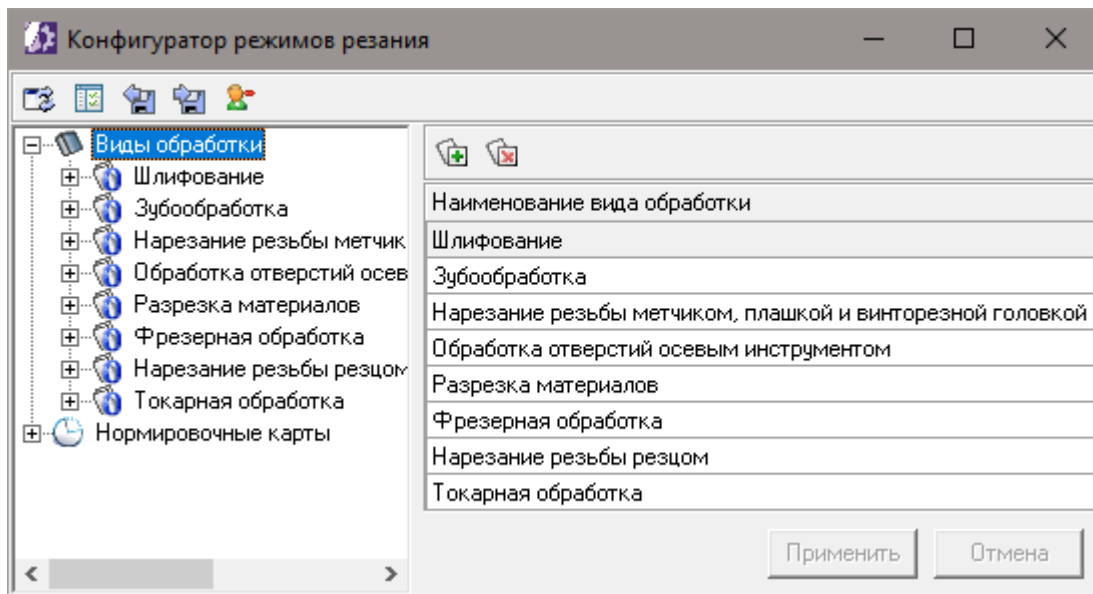 Конфигуратор режимов резания
Виды обработки
Шлифование
Зубообработка
Нарезание резьбы метчик
Обработка отверстий осев
Разрезка материалов
Фрезерная обработка
Нарезание резьбы резцом
Токарная обработка
Нормировочные карты
Наименование вида обработки
Шлифование
Зубообработка
Нарезание резьбы метчиком, плашкой и винторезной головкой
Обработка отверстий осевым инструментом
Разрезка материалов
Фрезерная обработка
Нарезание резьбы резцом
Токарная обработка
Применить
Отмена